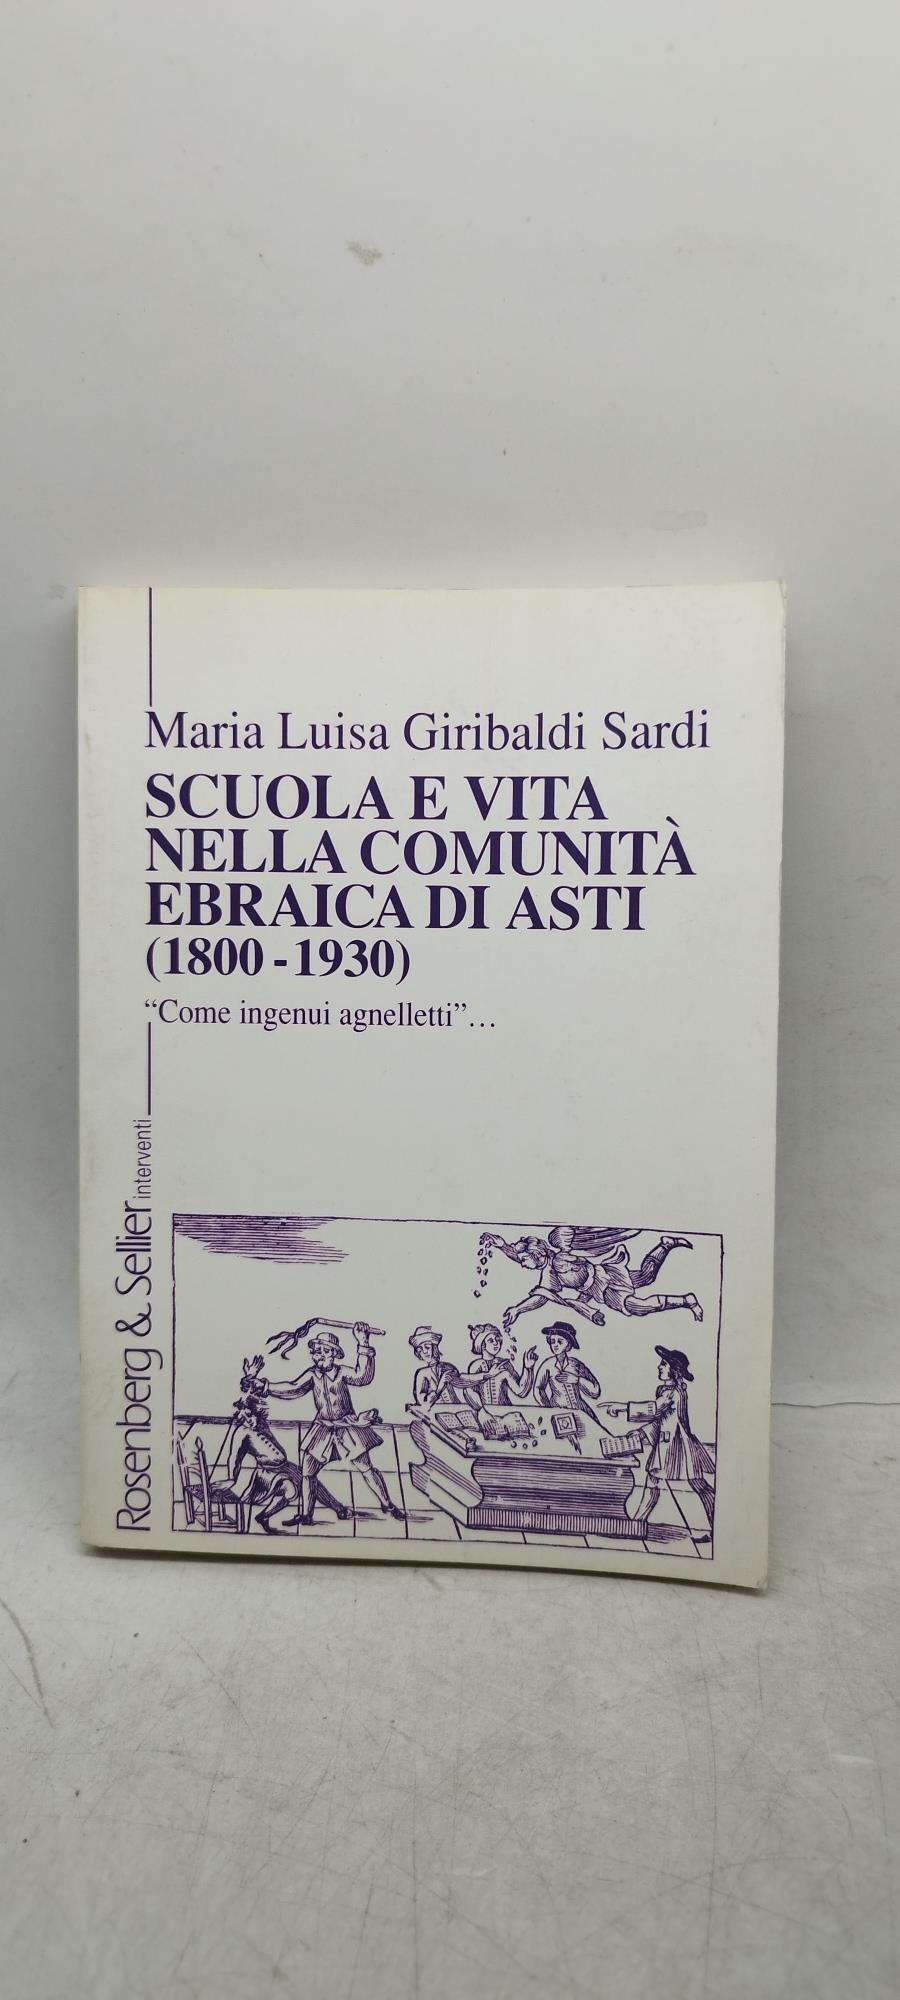 Maria Luisa Giribaldi Sardi
SCUOLA E VITA
NELLA COMUNITÀ
EBRAICA DI ASTI
(1800-1930)
“Come ingenui agnelletti”...
Rosenberg & Sellier interventi